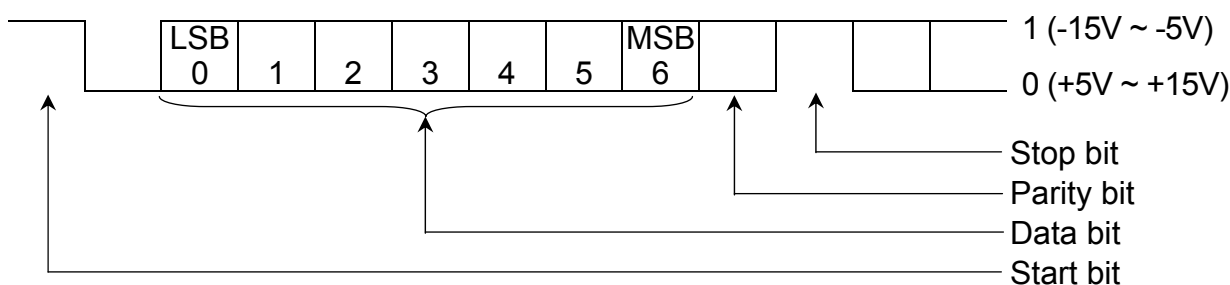 LSB MSB 1 (-15V ~ -5V)
0 1 2 3 4 5 6 0 (+5V ~ +15V)
Stop bit
Parity bit
Data bit
Start bit